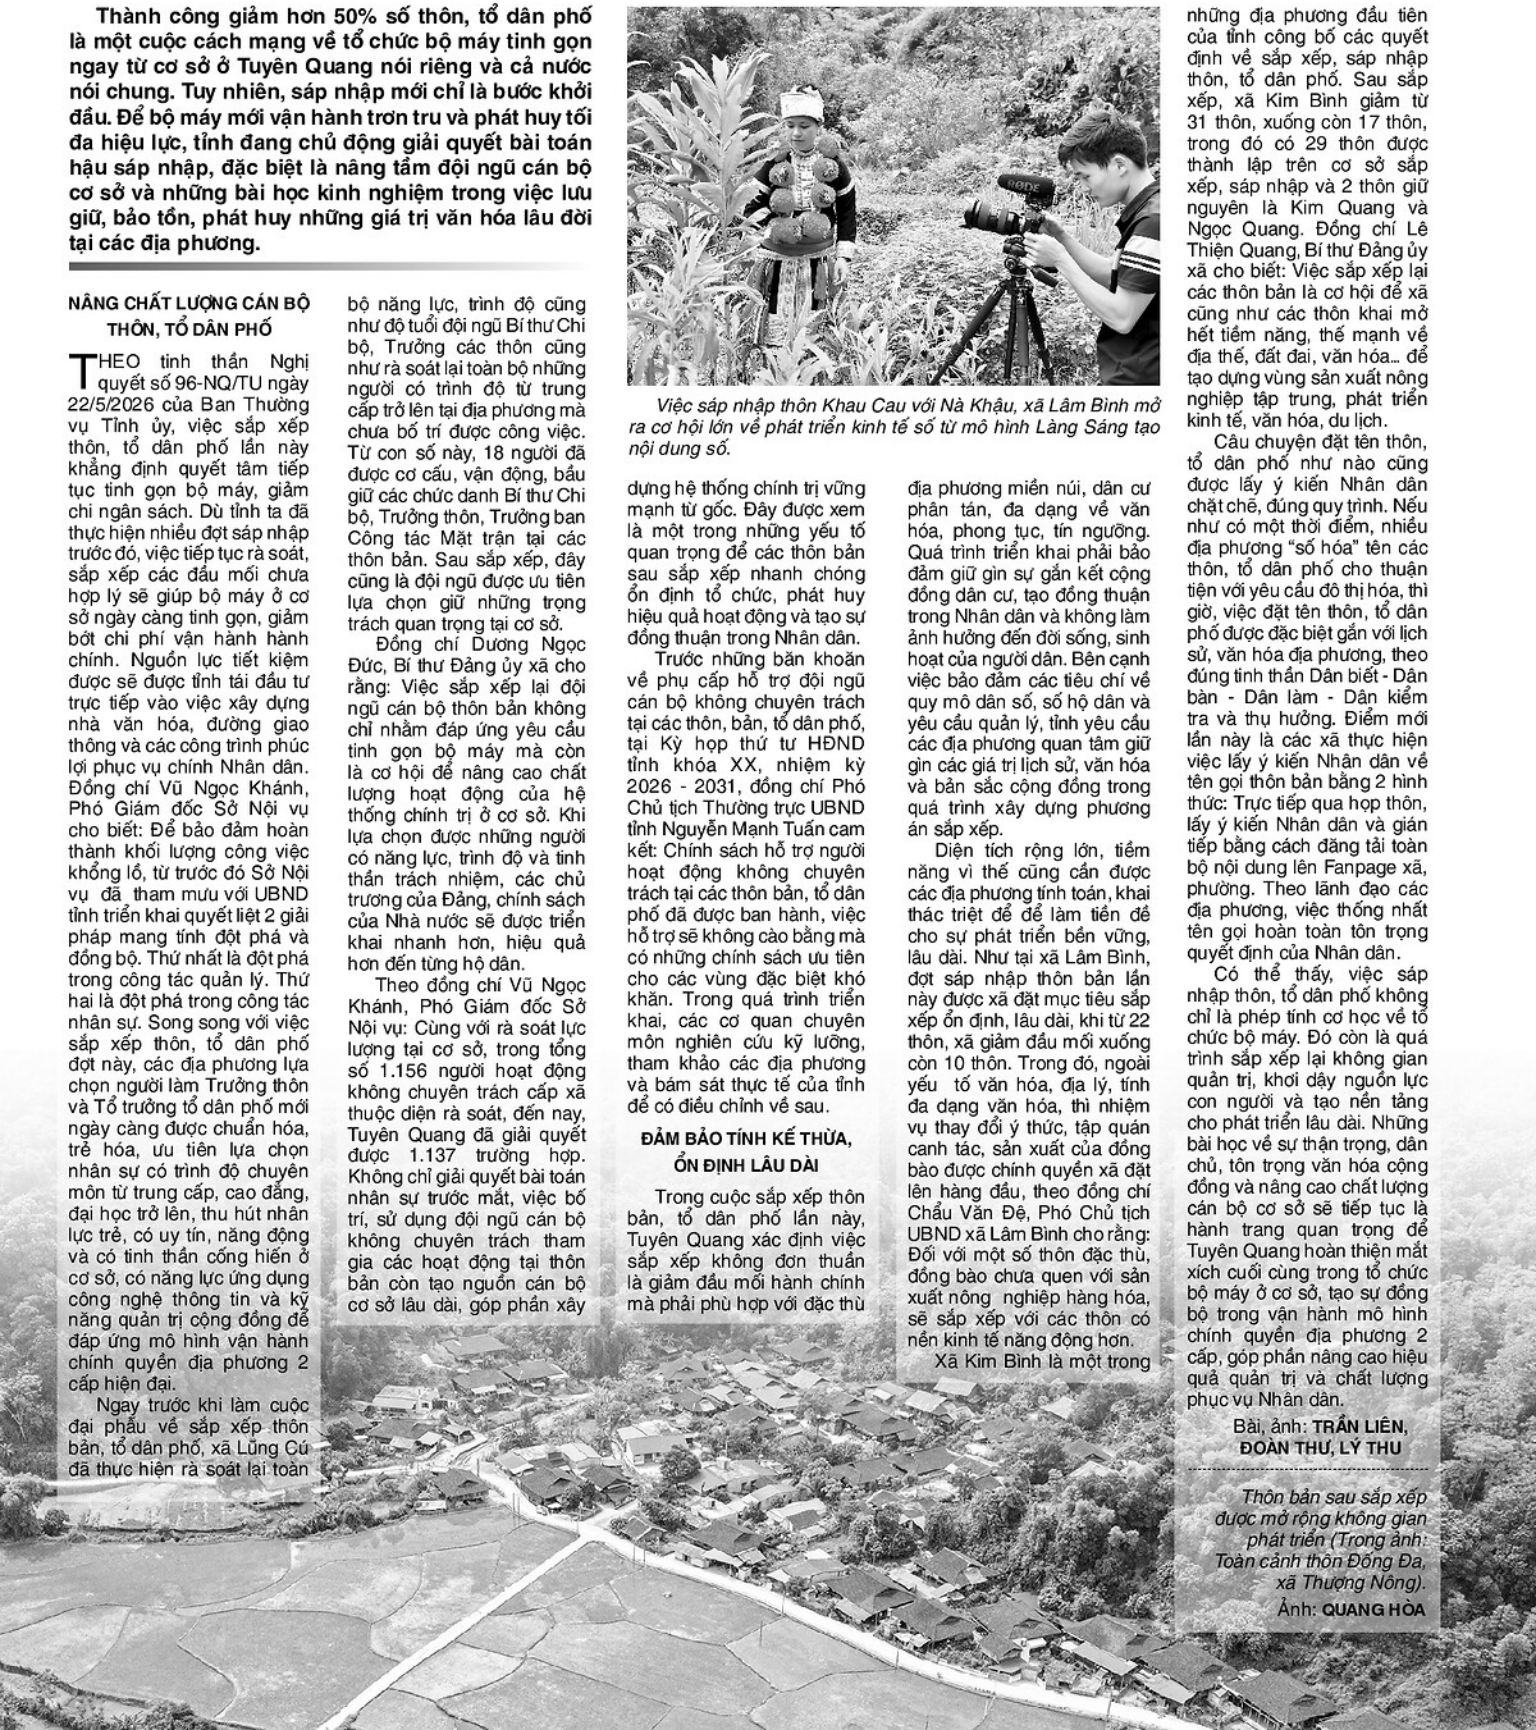 Thành công giảm hơn 50% số thôn, tổ dân phố
là một cuộc cách mạng về tổ chức bộ máy tinh gọn
ngay từ cơ sở ở Tuyên Quang nói riêng và cả nước
nói chung. Tuy nhiên, sáp nhập mới chỉ là bước khởi
đầu. Để bộ máy mới vận hành trơn tru và phát huy tối
đa hiệu lực, tỉnh đang chủ động giải quyết bài toán
hậu sáp nhập, đặc biệt là nâng tầm đội ngũ cán bộ
cơ sở và những bài học kinh nghiệm trong việc lưu
giữ, bảo tồn, phát huy những giá trị văn hóa lâu đời
tại các địa phương.
NÂNG CHẤT LƯỢNG CÁN BỘ
THÔN, TỔ DÂN PHỐ
THEO tinh thần Nghị
quyết số 96-NQ/TU ngày
22/5/2026 của Ban Thường
vụ Tỉnh ủy, việc sắp xếp
thôn, tổ dân phố lần này
khẳng định quyết tâm tiếp
tục tinh gọn bộ máy, giảm
chi ngân sách. Dù tỉnh ta đã
thực hiện nhiều đợt sáp nhập
trước đó, việc tiếp tục rà soát,
sắp xếp các đầu mối chưa
hợp lý sẽ giúp bộ máy ở cơ
sở ngày càng tinh gọn, giảm
bớt chi phí vận hành hành
chính. Nguồn lực tiết kiệm
được sẽ được tỉnh tái đầu tư
trực tiếp vào việc xây dựng
nhà văn hóa, đường giao
thông và các công trình phúc
lợi phục vụ chính Nhân dân.
Đồng chí Vũ Ngọc Khánh,
Phó Giám đốc Sở Nội vụ
cho biết: Để bảo đảm hoàn
thành khối lượng công việc
khổng lồ, từ trước đó Sở Nội
vụ đã tham mưu với UBND
tỉnh triển khai quyết liệt 2 giải
pháp mang tính đột phá và
đồng bộ. Thứ nhất là đột phá
trong công tác quản lý. Thứ
hai là đột phá trong công tác
nhân sự. Song song với việc
sắp xếp thôn, tổ dân phố
đợt này, các địa phương lựa
chọn người làm Trưởng thôn
và Tổ trưởng tổ dân phố mới
ngày càng được chuẩn hóa,
trẻ hóa, ưu tiên lựa chọn
nhân sự có trình độ chuyên
môn từ trung cấp, cao đẳng,
đại học trở lên, thu hút nhân
lực trẻ, có uy tín, năng động
và có tinh thần cống hiến ở
cơ sở, có năng lực ứng dụng
công nghệ thông tin và kỹ
năng quản trị cộng đồng để
đáp ứng mô hình vận hành
chính quyền địa phương 2
cấp hiện đại.
Ngay trước khi làm cuộc
đại phẫu về sắp xếp thôn
bản, tổ dân phố, xã Lũng Cú
đã thực hiện rà soát lại toàn
bộ năng lực, trình độ cũng
như độ tuổi đội ngũ Bí thư Chi
bộ, Trưởng các thôn cũng
như rà soát lại toàn bộ những
người có trình độ từ trung
cấp trở lên tại địa phương mà
chưa bố trí được công việc.
Từ con số này, 18 người đã
được cơ cấu, vận động, bầu
giữ các chức danh Bí thư Chi
bộ, Trưởng thôn, Trưởng ban
Công tác Mặt trận tại các
thôn bản. Sau sắp xếp, đây
cũng là đội ngũ được ưu tiên
lựa chọn giữ những trọng
trách quan trọng tại cơ sở.
Đồng chí Dương Ngọc
Đức, Bí thư Đảng ủy xã cho
rằng: Việc sắp xếp lại đội
ngũ cán bộ thôn bản không
chỉ nhằm đáp ứng yêu cầu
tinh gọn bộ máy mà còn
là cơ hội để nâng cao chất
lượng hoạt động của hệ
thống chính trị ở cơ sở. Khi
lựa chọn được những người
có năng lực, trình độ và tinh
thần trách nhiệm, các chủ
trương của Đảng, chính sách
của Nhà nước sẽ được triển
khai nhanh hơn, hiệu quả
hơn đến từng hộ dân.
Theo đồng chí Vũ Ngọc
Khánh, Phó Giám đốc Sở
Nội vụ: Cùng với rà soát lực
lượng tại cơ sở, trong tổng
số 1.156 người hoạt động
không chuyên trách cấp xã
thuộc diện rà soát, đến nay,
Tuyên Quang đã giải quyết
được 1.137 trường hợp.
Không chỉ giải quyết bài toán
nhân sự trước mắt, việc bố
trí, sử dụng đội ngũ cán bộ
không chuyên trách tham
gia các hoạt động tại thôn
bản còn tạo nguồn cán bộ
cơ sở lâu dài, góp phần xây
RØDE
Việc sáp nhập thôn Khau Cau với Nà Khậu, xã Lâm Bình mở
ra cơ hội lớn về phát triển kinh tế số từ mô hình Làng Sáng tạo
nội dung số.
dựng hệ thống chính trị vững
mạnh từ gốc. Đây được xem
là một trong những yếu tố
quan trọng để các thôn bản
sau sắp xếp nhanh chóng
ổn định tổ chức, phát huy
hiệu quả hoạt động và tạo sự
đồng thuận trong Nhân dân.
Trước những băn khoăn
về phụ cấp hỗ trợ đội ngũ
cán bộ không chuyên trách
tại các thôn, bản, tổ dân phố,
tại Kỳ họp thứ tư HĐND
tỉnh khóa XX, nhiệm kỳ
2026 - 2031, đồng chí Phó
Chủ tịch Thường trực UBND
tỉnh Nguyễn Mạnh Tuấn cam
kết: Chính sách hỗ trợ người
hoạt động không chuyên
trách tại các thôn bản, tổ dân
phố đã được ban hành, việc
hỗ trợ sẽ không cào bằng mà
có những chính sách ưu tiên
cho các vùng đặc biệt khó
khăn. Trong quá trình triển
khai, các cơ quan chuyên
môn nghiên cứu kỹ lưỡng,
tham khảo các địa phương
và bám sát thực tế của tỉnh
để có điều chỉnh về sau.
ĐẢM BẢO TÍNH KẾ THỪA,
ỔN ĐỊNH LÂU DÀI
Trong cuộc sắp xếp thôn
bản, tổ dân phố lần này,
Tuyên Quang xác định việc
sắp xếp không đơn thuần
là giảm đầu mối hành chính
mà phải phù hợp với đặc thù
địa phương miền núi, dân cư
phân tán, đa dạng về văn
hóa, phong tục, tín ngưỡng.
Quá trình triển khai phải bảo
đảm giữ gìn sự gắn kết cộng
đồng dân cư, tạo đồng thuận
trong Nhân dân và không làm
ảnh hưởng đến đời sống, sinh
hoạt của người dân. Bên cạnh
việc bảo đảm các tiêu chí về
quy mô dân số, số hộ dân và
yêu cầu quản lý, tỉnh yêu cầu
các địa phương quan tâm giữ
gìn các giá trị lịch sử, văn hóa
và bản sắc cộng đồng trong
quá trình xây dựng phương
án sắp xếp.
Diện tích rộng lớn, tiềm
năng vì thế cũng cần được
các địa phương tính toán, khai
thác triệt để để làm tiền đề
cho sự phát triển bền vững,
lâu dài. Như tại xã Lâm Bình,
đợt sáp nhập thôn bản lần
này được xã đặt mục tiêu sắp
xếp ổn định, lâu dài, khi từ 22
thôn, xã giảm đầu mối xuống
còn 10 thôn. Trong đó, ngoài
yếu tố văn hóa, địa lý, tính
đa dạng văn hóa, thì nhiệm
vụ thay đổi ý thức, tập quán
canh tác, sản xuất của đồng
bào được chính quyền xã đặt
lên hàng đầu, theo đồng chí
Chẩu Văn Đệ, Phó Chủ tịch
UBND xã Lâm Bình cho rằng:
Đối với một số thôn đặc thù,
đồng bào chưa quen với sản
xuất nông nghiệp hàng hóa,
sẽ sắp xếp với các thôn có
nền kinh tế năng động hơn.
Xã Kim Bình là một trong
những địa phương đầu tiên
của tỉnh công bố các quyết
định về sắp xếp, sáp nhập
thôn, tổ dân phố. Sau sắp
xếp, xã Kim Bình giảm từ
31 thôn, xuống còn 17 thôn,
trong đó có 29 thôn được
thành lập trên cơ sở sắp
xếp, sáp nhập và 2 thôn giữ
nguyên là Kim Quang và
Ngọc Quang. Đồng chí Lê
Thiện Quang, Bí thư Đảng ủy
xã cho biết: Việc sắp xếp lại
các thôn bản là cơ hội để xã
cũng như các thôn khai mở
hết tiềm năng, thế mạnh về
địa thế, đất đai, văn hóa... để
tạo dựng vùng sản xuất nông
nghiệp tập trung, phát triển
kinh tế, văn hóa, du lịch.
Câu chuyện đặt tên thôn,
tổ dân phố như nào cũng
được lấy ý kiến Nhân dân
chặt chẽ, đúng quy trình. Nếu
như có một thời điểm, nhiều
địa phương “số hóa” tên các
thôn, tổ dân phố cho thuận
tiện với yêu cầu đô thị hóa, thì
giờ, việc đặt tên thôn, tổ dân
phố được đặc biệt gắn với lịch
sử, văn hóa địa phương, theo
đúng tinh thần Dân biết - Dân
bàn - Dân làm - Dân kiểm
tra và thụ hưởng. Điểm mới
lần này là các xã thực hiện
việc lấy ý kiến Nhân dân về
tên gọi thôn bản bằng 2 hình
thức: Trực tiếp qua họp thôn,
lấy ý kiến Nhân dân và gián
tiếp bằng cách đăng tải toàn
bộ nội dung lên Fanpage xã,
phường. Theo lãnh đạo các
địa phương, việc thống nhất
tên gọi hoàn toàn tôn trọng
quyết định của Nhân dân.
Có thể thấy, việc sáp
nhập thôn, tổ dân phố không
chỉ là phép tính cơ học về tổ
chức bộ máy. Đó còn là quá
trình sắp xếp lại không gian
quản trị, khơi dậy nguồn lực
con người và tạo nền tảng
cho phát triển lâu dài. Những
bài học về sự thận trọng, dân
chủ, tôn trọng văn hóa cộng
đồng và nâng cao chất lượng
cán bộ cơ sở sẽ tiếp tục là
hành trang quan trọng để
Tuyên Quang hoàn thiện mắt
xích cuối cùng trong tổ chức
bộ máy ở cơ sở, tạo sự đồng
bộ trong vận hành mô hình
chính quyền địa phương 2
cấp, góp phần nâng cao hiệu
quả quản trị và chất lượng
phục vụ Nhân dân.
Bài, ảnh: TRẦN LIÊN,
ĐOÀN THƯ, LÝ THU
Thôn bản sau sắp xếp
được mở rộng không gian
phát triển (Trong ảnh:
Toàn cảnh thôn Đống Đa,
xã Thượng Nông).
Ảnh: QUANG HÒA